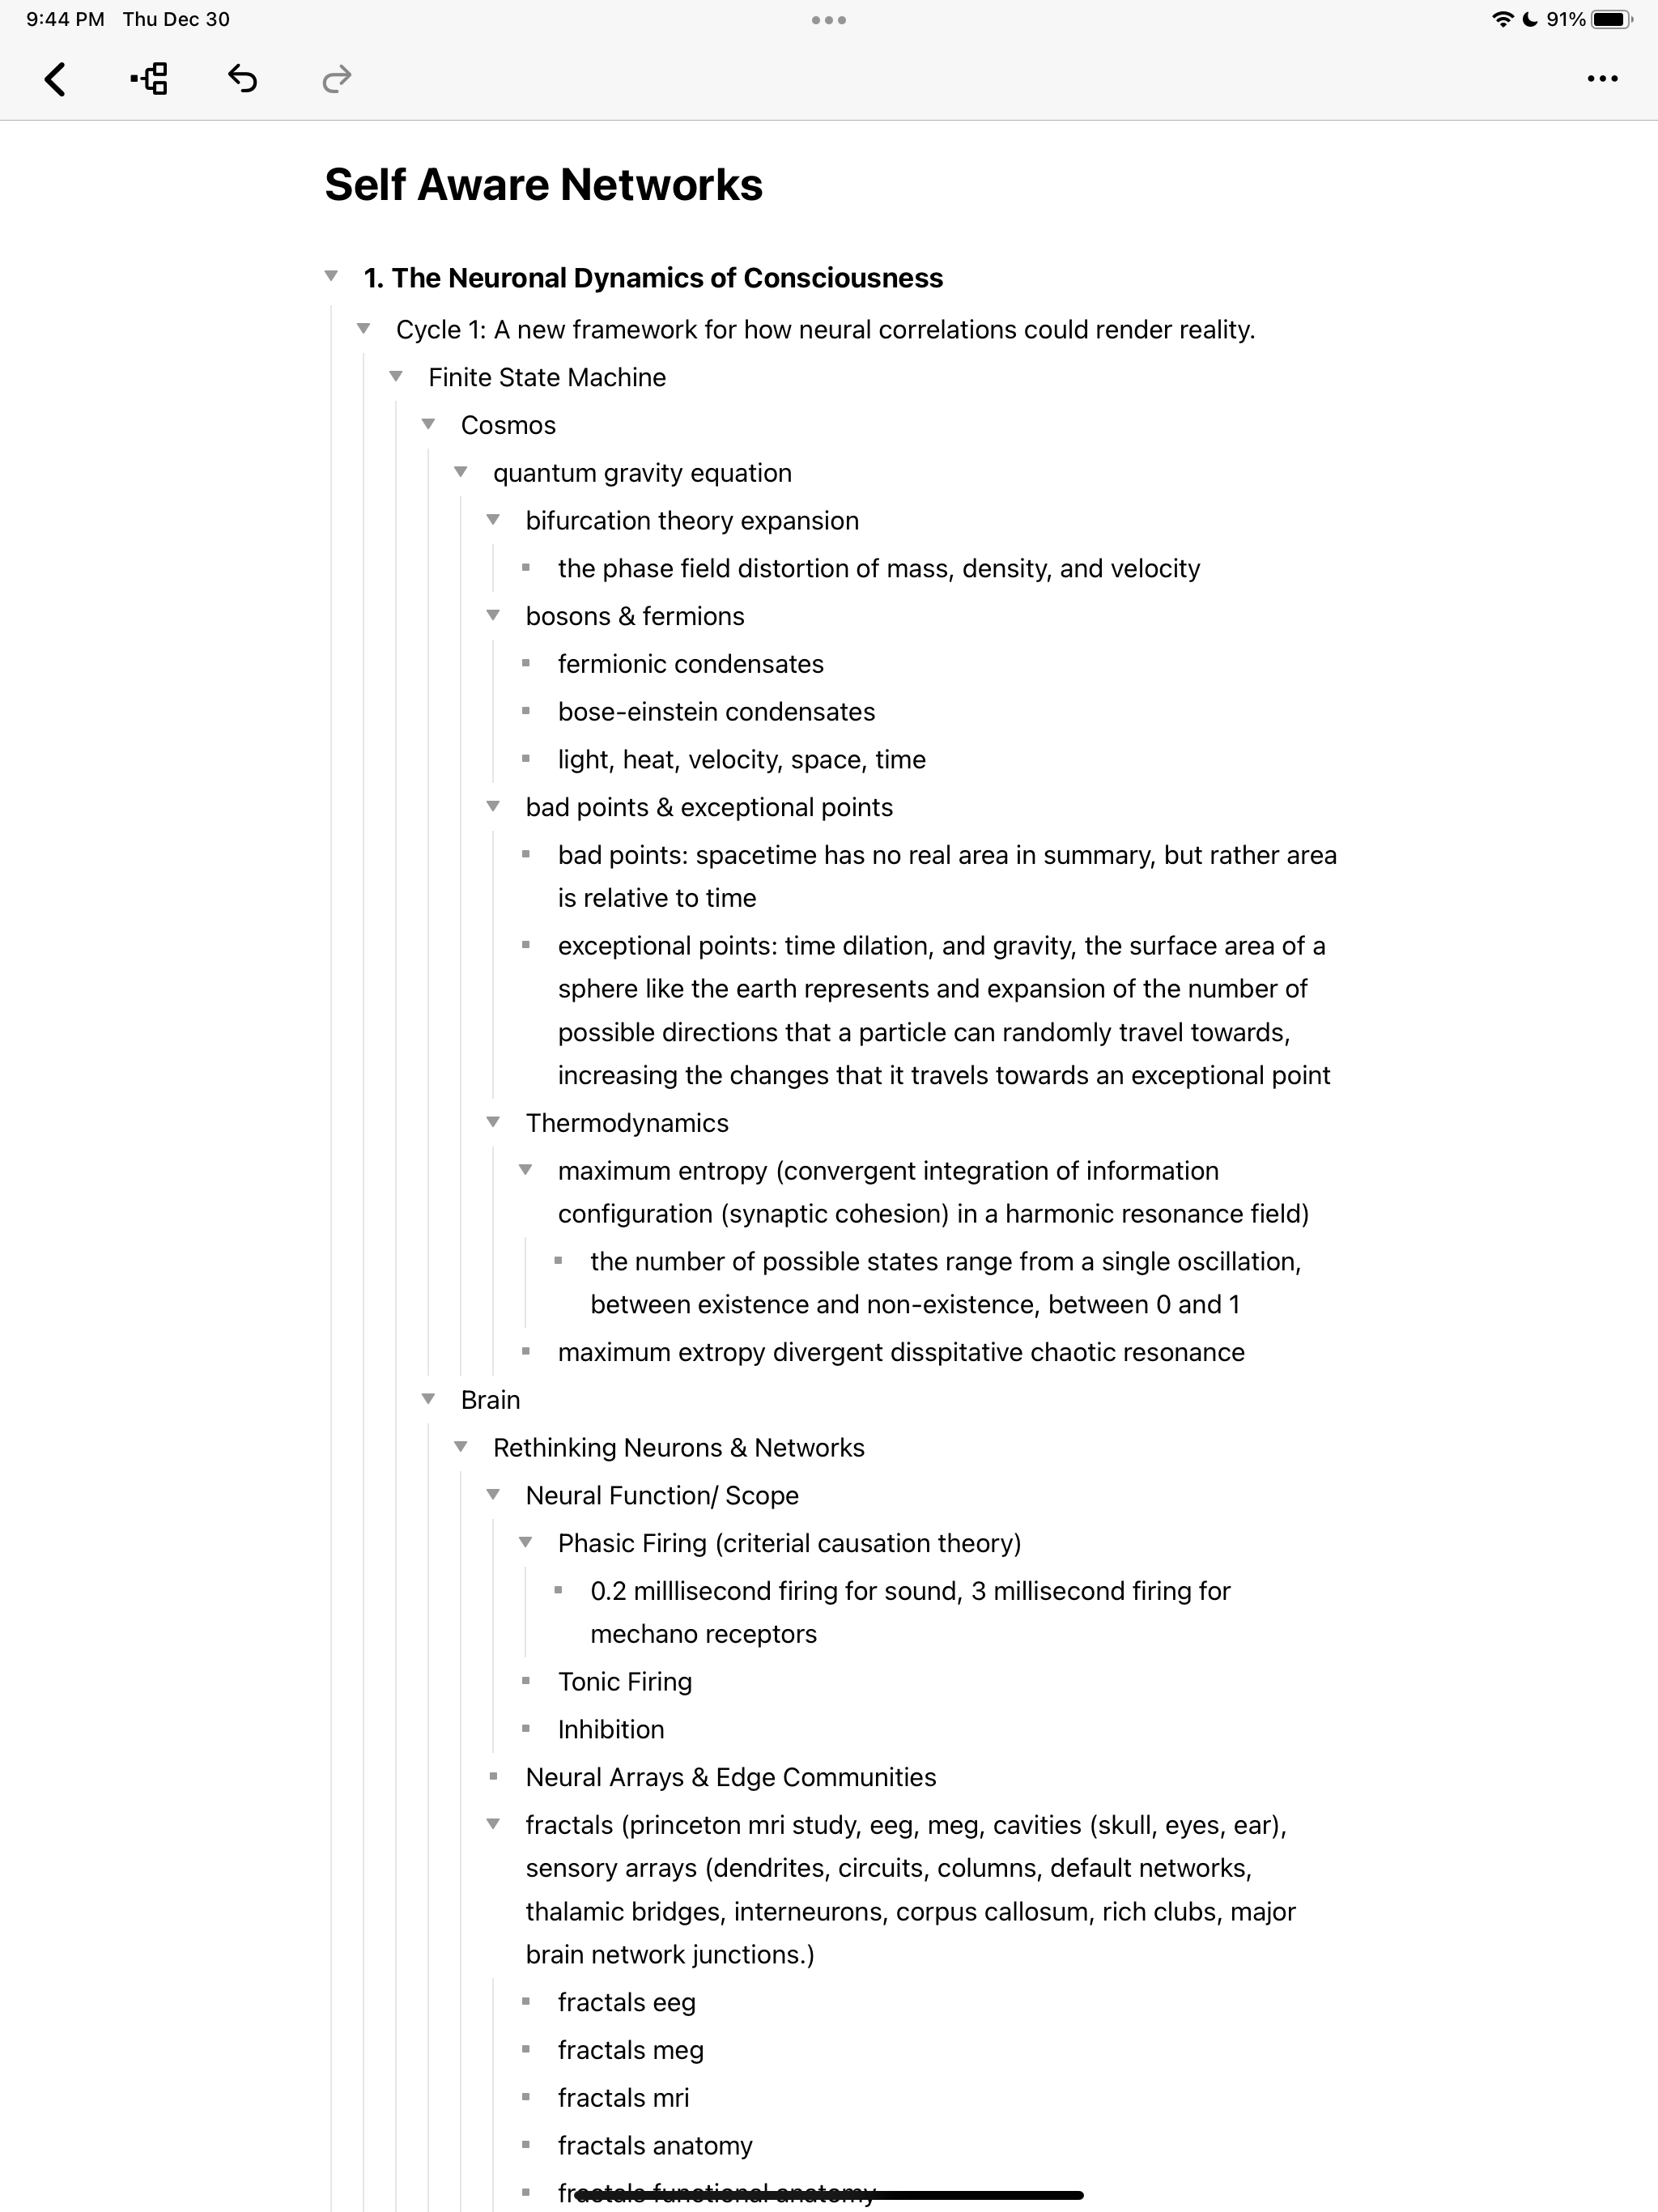 9:44 PM Thu Dec 30
91%
Self Aware Networks
1. The Neuronal Dynamics of Consciousness
Cycle 1: A new framework for how neural correlations could render reality.
Finite State Machine
Cosmos
quantum gravity equation
bifurcation theory expansion
the phase field distortion of mass, density, and velocity
bosons & fermions
fermionic condensates
bose-einstein condensates
light, heat, velocity, space, time
bad points & exceptional points
bad points: spacetime has no real area in summary, but rather area
is relative to time
exceptional points: time dilation, and gravity, the surface area of a
sphere like the earth represents and expansion of the number of
possible directions that a particle can randomly travel towards,
increasing the changes that it travels towards an exceptional point
Thermodynamics
maximum entropy (convergent integration of information
configuration (synaptic cohesion) in a harmonic resonance field)
the number of possible states range from a single oscillation,
between existence and non-existence, between 0 and 1
maximum extropy divergent disspitative chaotic resonance
Brain
Rethinking Neurons & Networks
Neural Function/ Scope
Phasic Firing (criterial causation theory)
0.2 milllisecond firing for sound, 3 millisecond firing for
mechano receptors
Tonic Firing
Inhibition
Neural Arrays & Edge Communities
fractals (princeton mri study, eeg, meg, cavities (skull, eyes, ear),
sensory arrays (dendrites, circuits, columns, default networks,
thalamic bridges, interneurons, corpus callosum, rich clubs, major
brain network junctions.)
fractals eeg
fractals meg
fractals mri
fractals anatomy
fractals functional anatomy